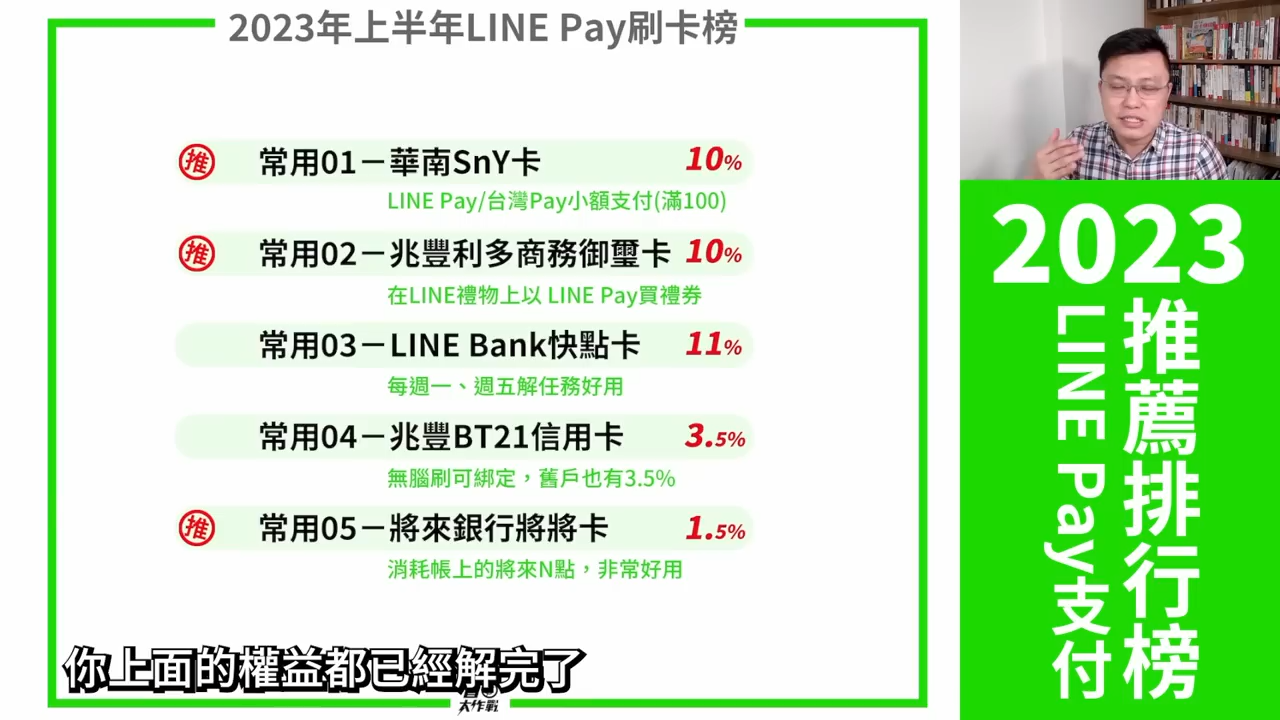 2023年上半年LINE Pay刷卡榜
推 常用01－華南SnY卡 10%
LINE Pay/台灣Pay小額支付(滿100)
推 常用02－兆豐利多商務御璽卡 10%
在LINE禮物上以 LINE Pay買禮券
常用03－LINE Bank快點卡 11%
每週一、週五解任務好用
常用04－兆豐BT21信用卡 3.5%
無腦刷可綁定，舊戶也有3.5%
推 常用05－將來銀行將將卡 1.5%
消耗帳上的將來N點，非常好用
你上面的權益都已經解完了
大作戰
2023
推薦排行榜
LINE Pay支付